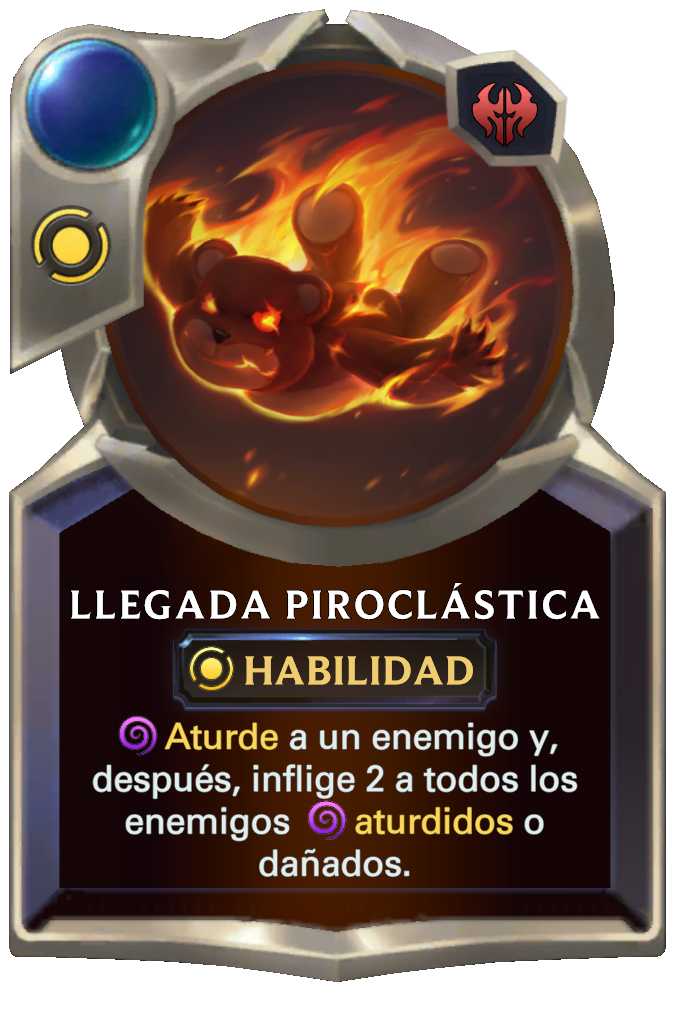 LLEGADA PIROCLÁSTICA
HABILIDAD
Aturde a un enemigo y,
después, inflige 2 a todos los
enemigos aturdidos o
dañados.